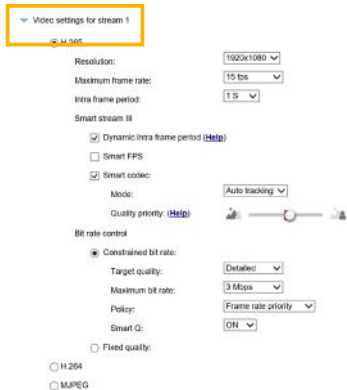 Video settings for stream 1
H.265
Resolution: 1920x1080
Maximum frame rate: 15 fps
Intra frame period: 1 S
Smart stream III
Dynamic intra frame period (Help)
Smart FPS
Smart codec:
Mode: Auto tracking
Quality priority: (Help)
Bit rate control
Constrained bit rate:
Target quality: Detailed
Maximum bit rate: 3 Mbps
Policy: Frame rate priority
Smart Q: ON
Fixed quality:
H.264
MJPEG